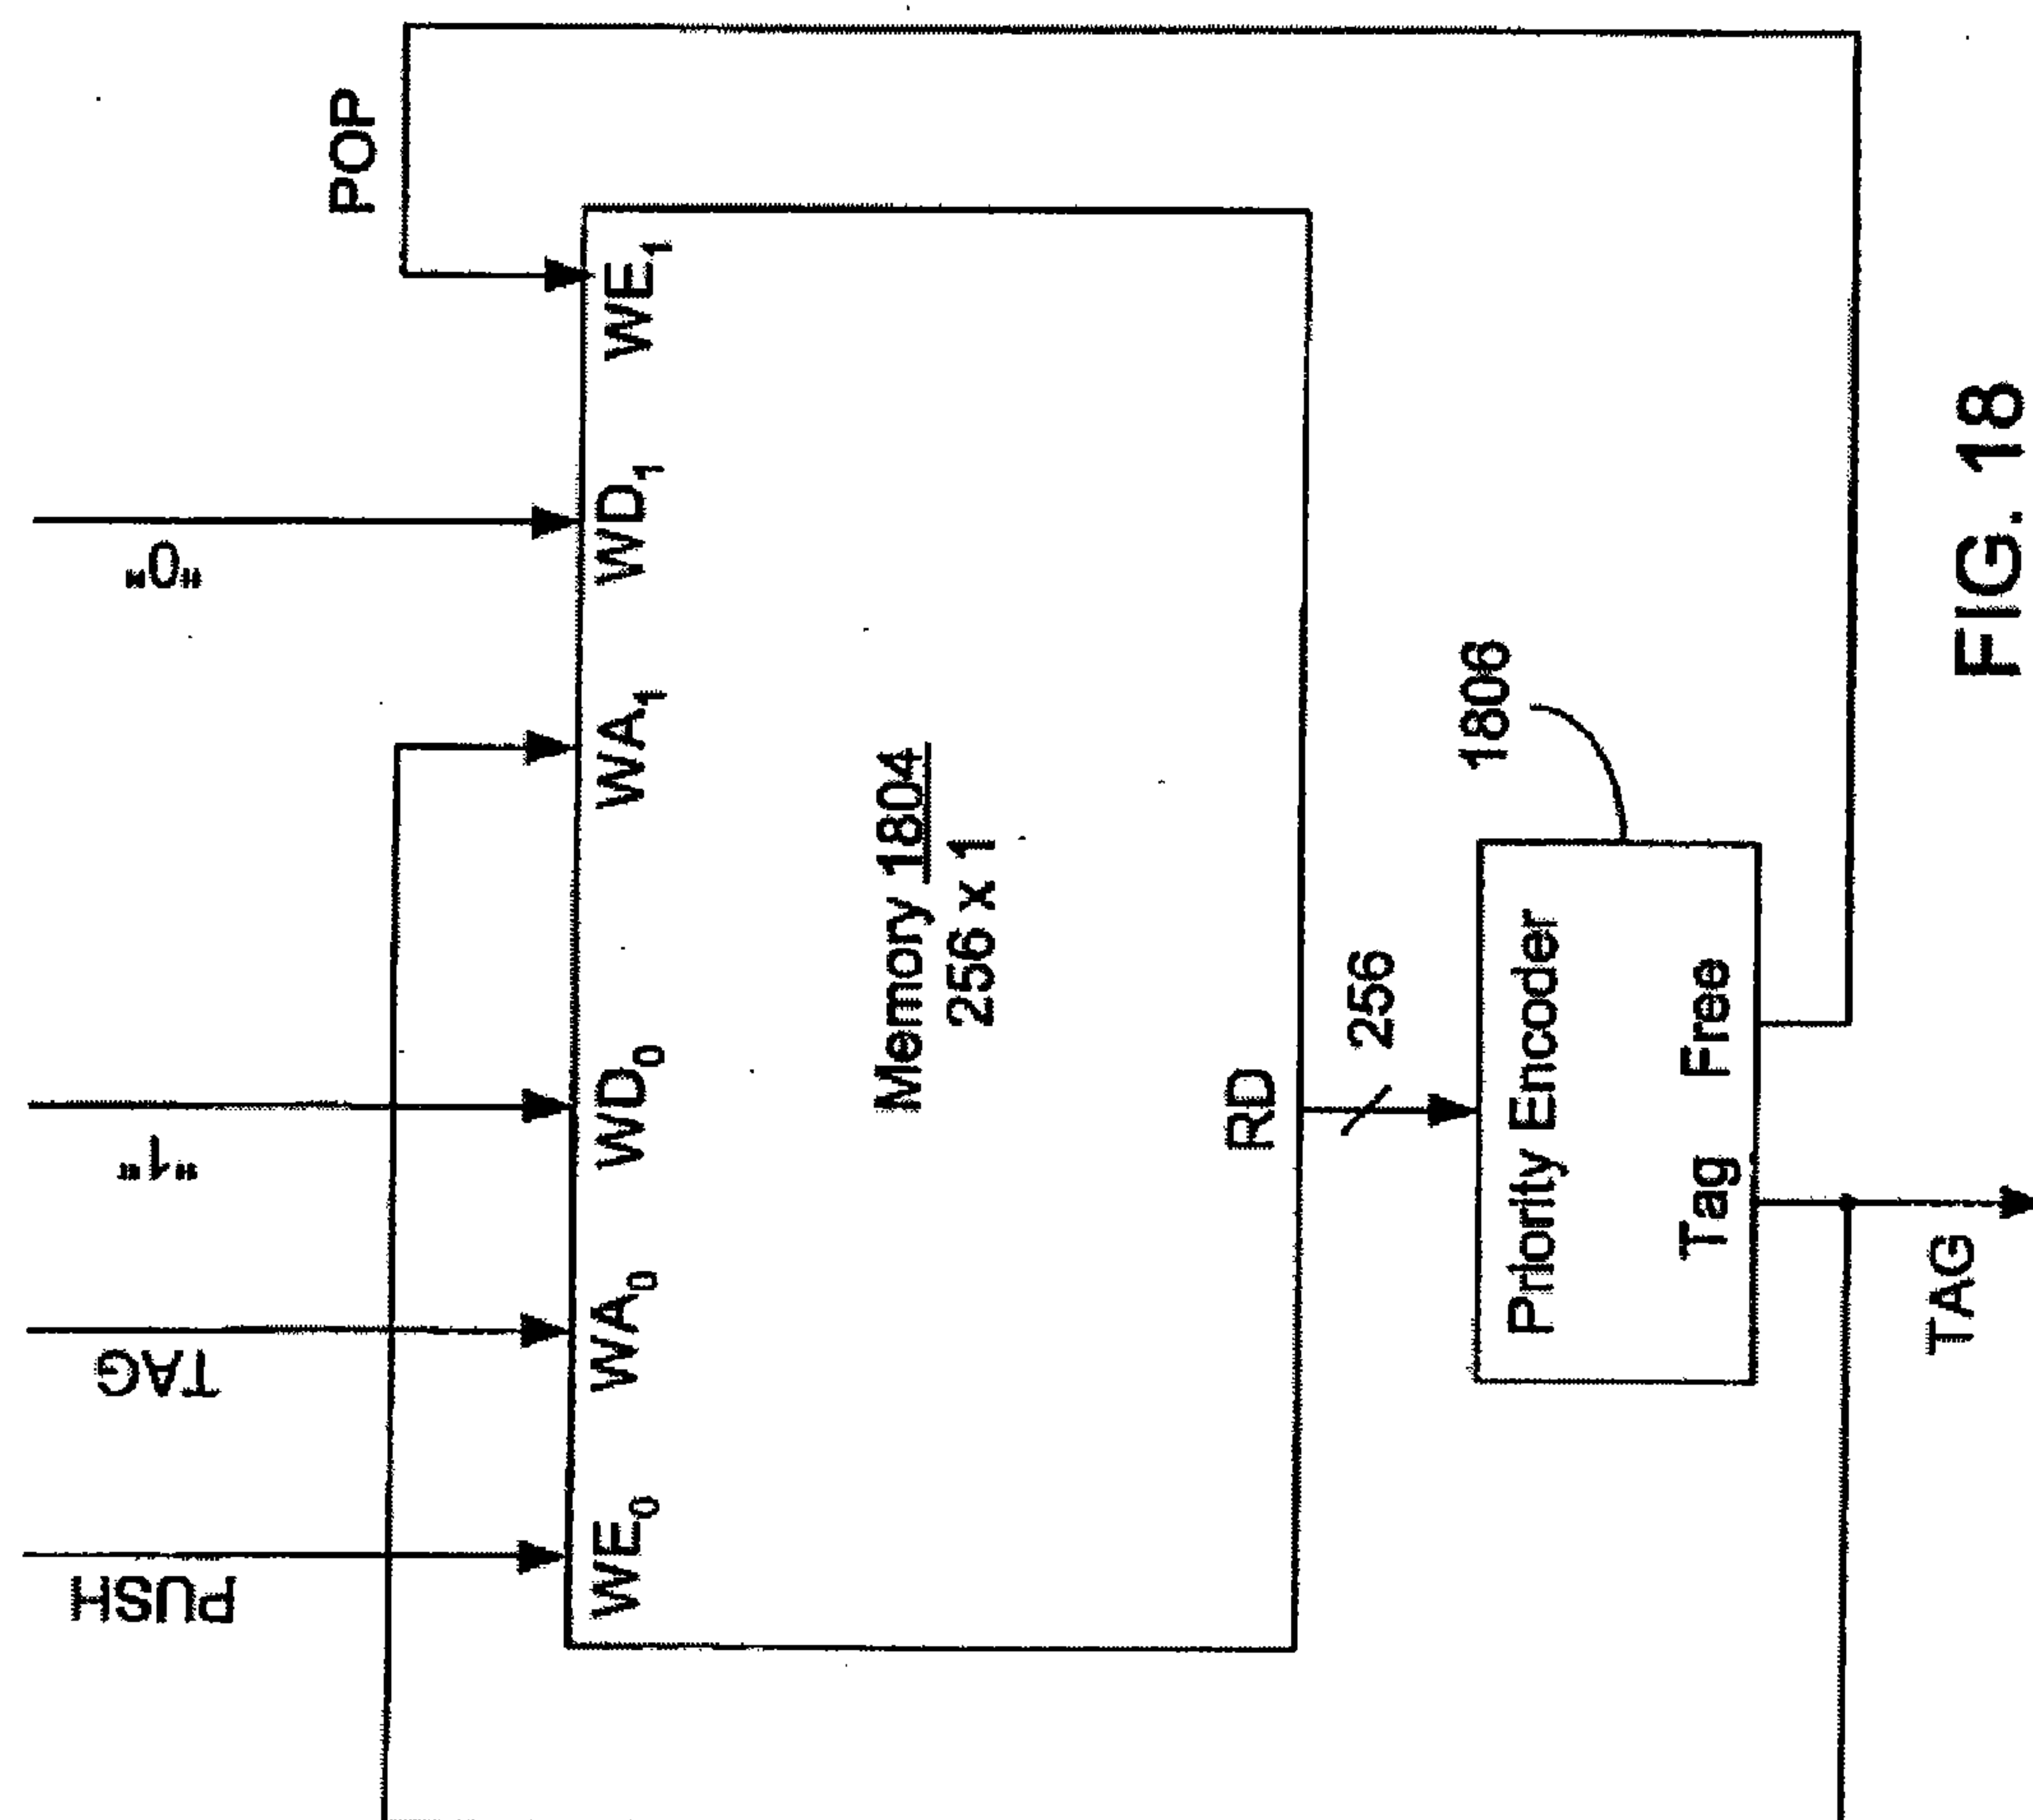 PUSH
TAG
"1"
"0"
POP
WE0
WA0
WD0
WA1
WD1
WE1
Memory 1804
256 x 1
RD
256
Priority Encoder
1806
Tag
Free
TAG
FIG. 18